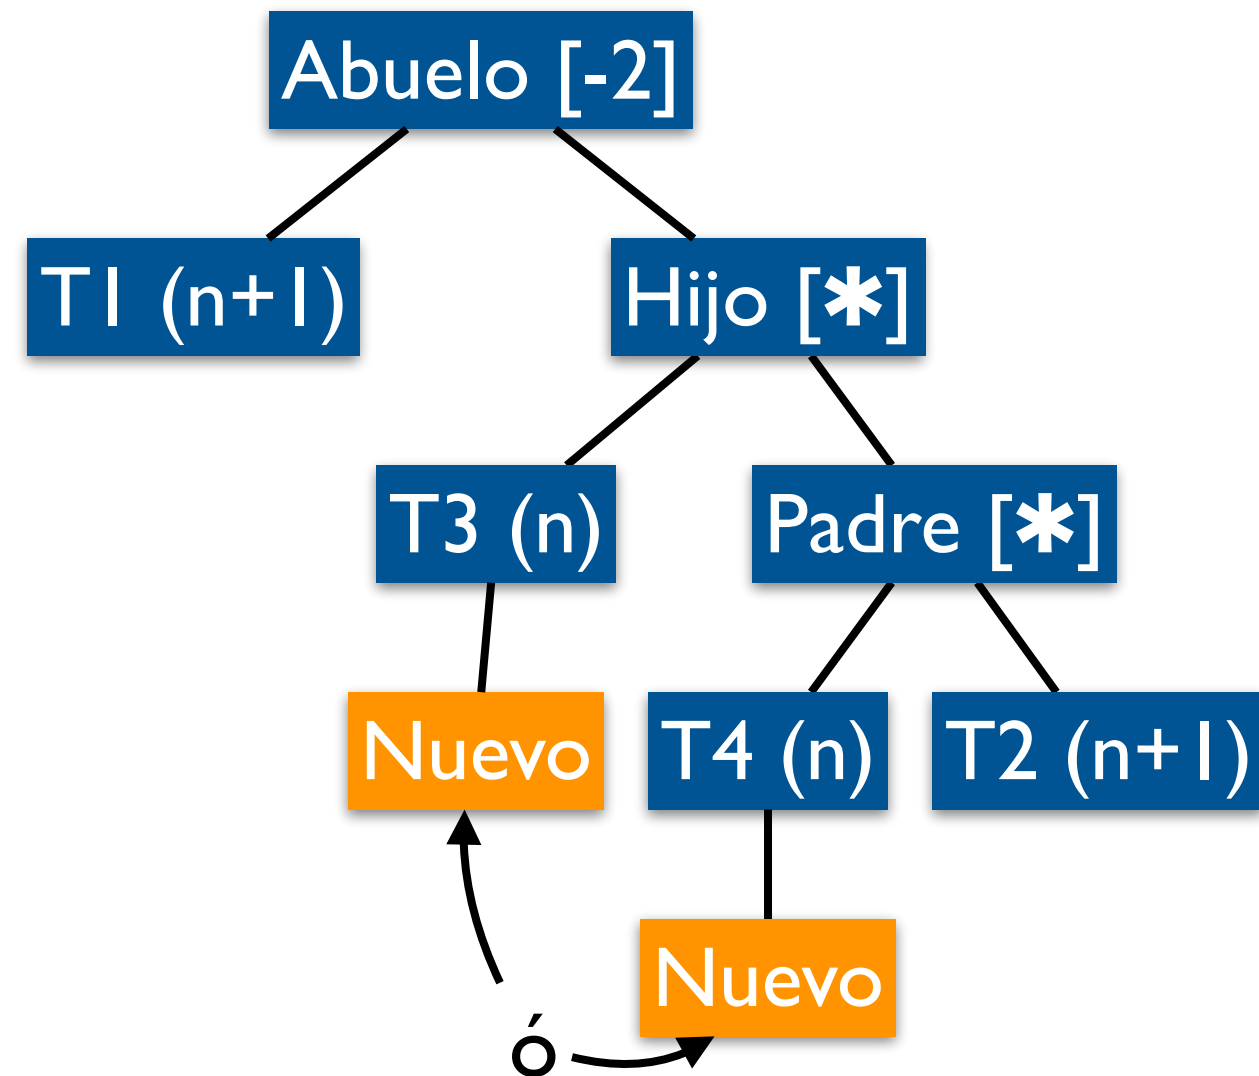 Abuelo [-2]
T1 (n+1)
Hijo [✱]
T3 (n)
Padre [✱]
Nuevo
T4 (n)
T2 (n+1)
Nuevo
ó